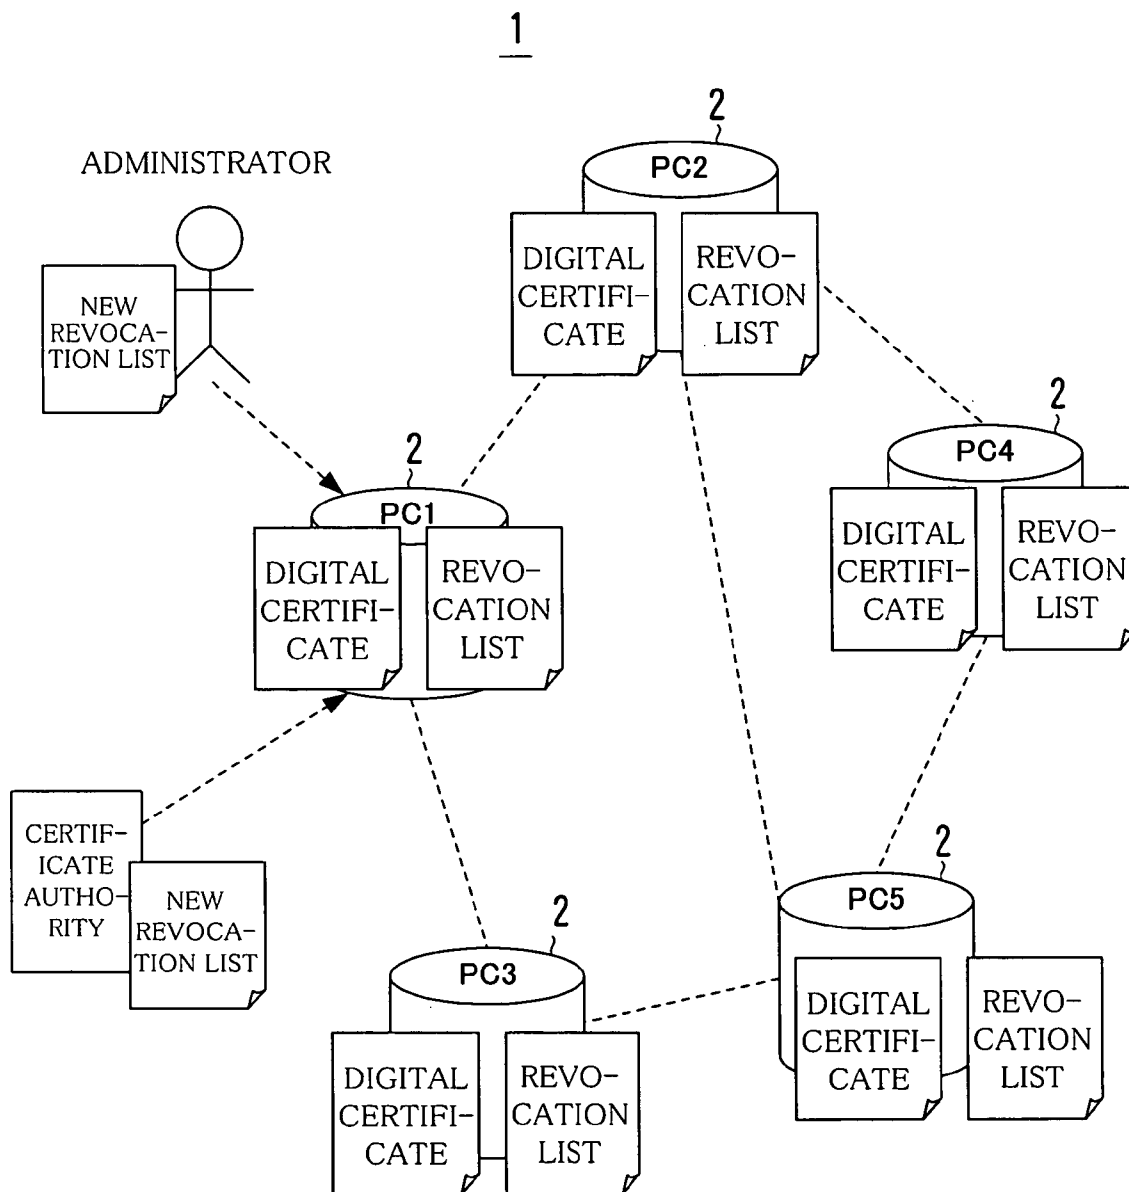 1
ADMINISTRATOR
NEW
REVOCA-
TION LIST
2
PC2
DIGITAL
CERTIFI-
CATE
REVO-
CATION
LIST
2
PC4
DIGITAL
CERTIFI-
CATE
REVO-
CATION
LIST
2
PC1
DIGITAL
CERTIFI-
CATE
REVO-
CATION
LIST
CERTIF-
ICATE
AUTHO-
RITY
NEW
REVOCA-
TION LIST
2
PC5
DIGITAL
CERTIFI-
CATE
REVO-
CATION
LIST
2
PC3
DIGITAL
CERTIFI-
CATE
REVO-
CATION
LIST